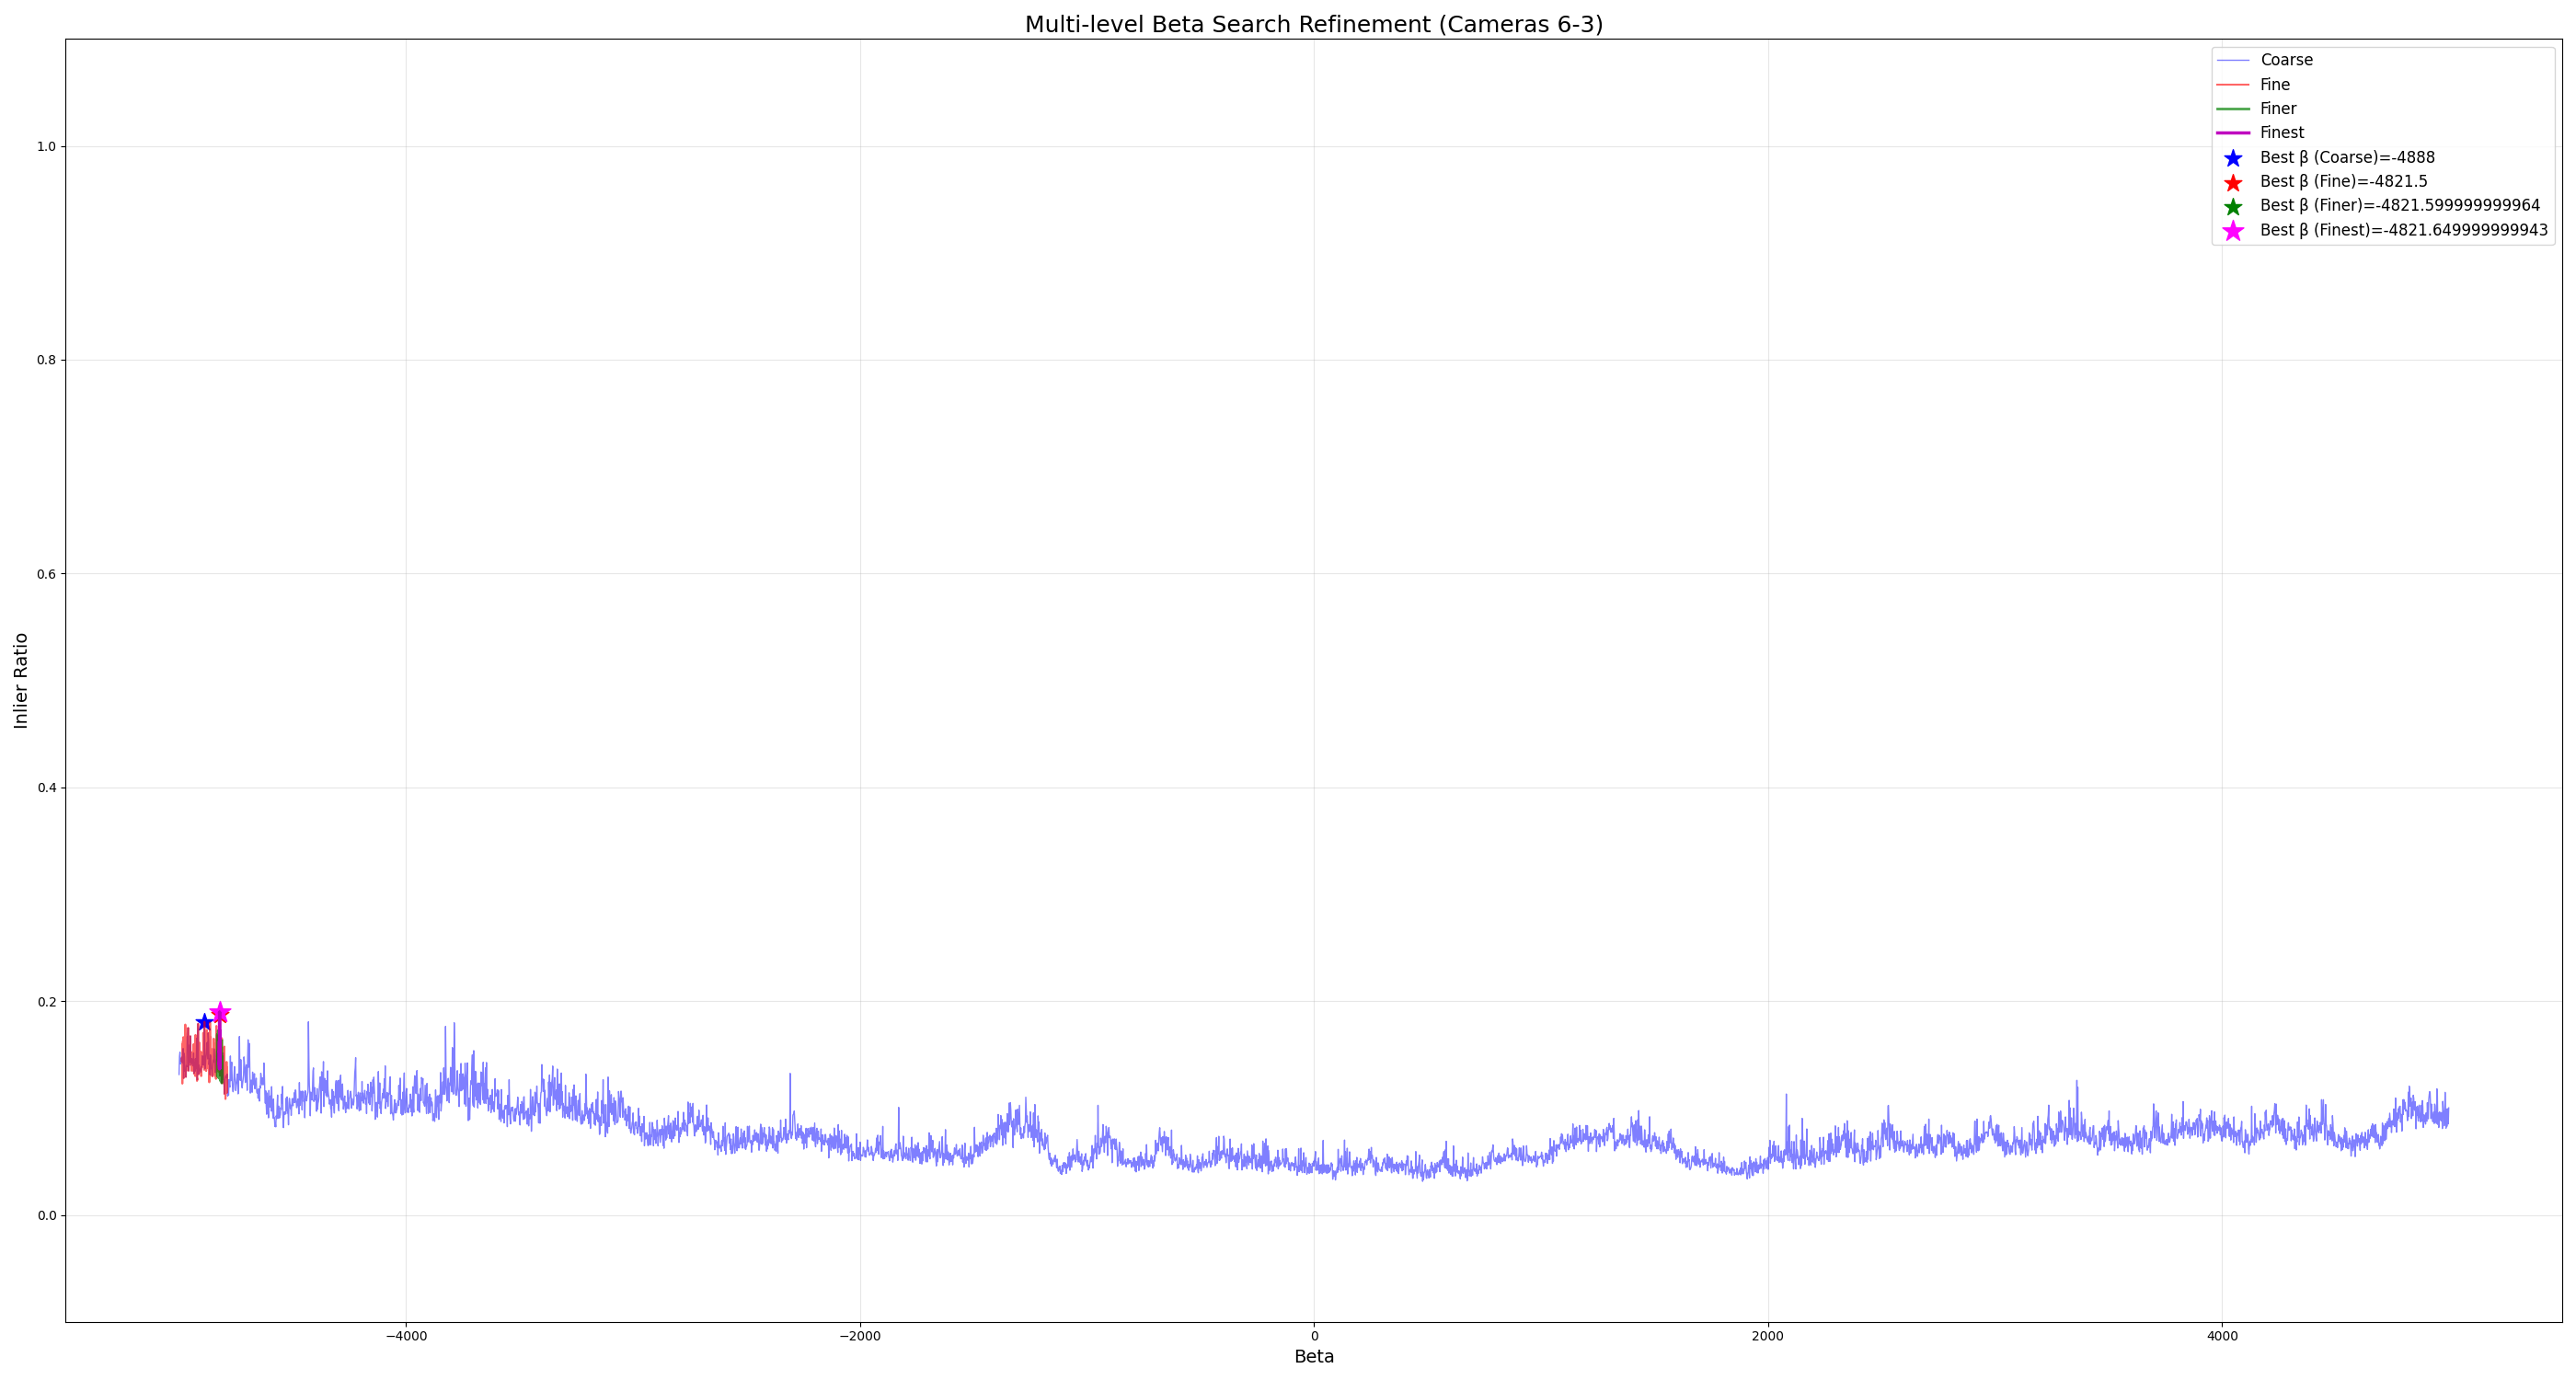 Multi-level Beta Search Refinement (Cameras 6-3)
Coarse
Fine
Finer
Finest
Best β (Coarse)=-4888
Best β (Fine)=-4821.5
Best β (Finer)=-4821.599999999964
Best β (Finest)=-4821.649999999943
1.0
0.8
0.6
0.4
0.2
0.0
Inlier Ratio
−4000
−2000
0
2000
4000
Beta